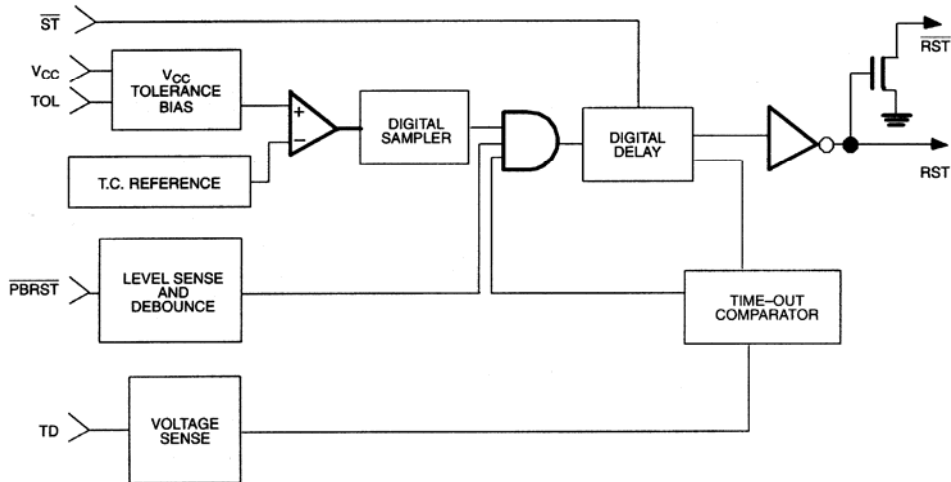 ST
VCC
TOL
VCC
TOLERANCE
BIAS
+
−
DIGITAL
SAMPLER
DIGITAL
DELAY
RST
RST
T.C. REFERENCE
PBRST
LEVEL SENSE
AND
DEBOUNCE
TIME–OUT
COMPARATOR
TD
VOLTAGE
SENSE